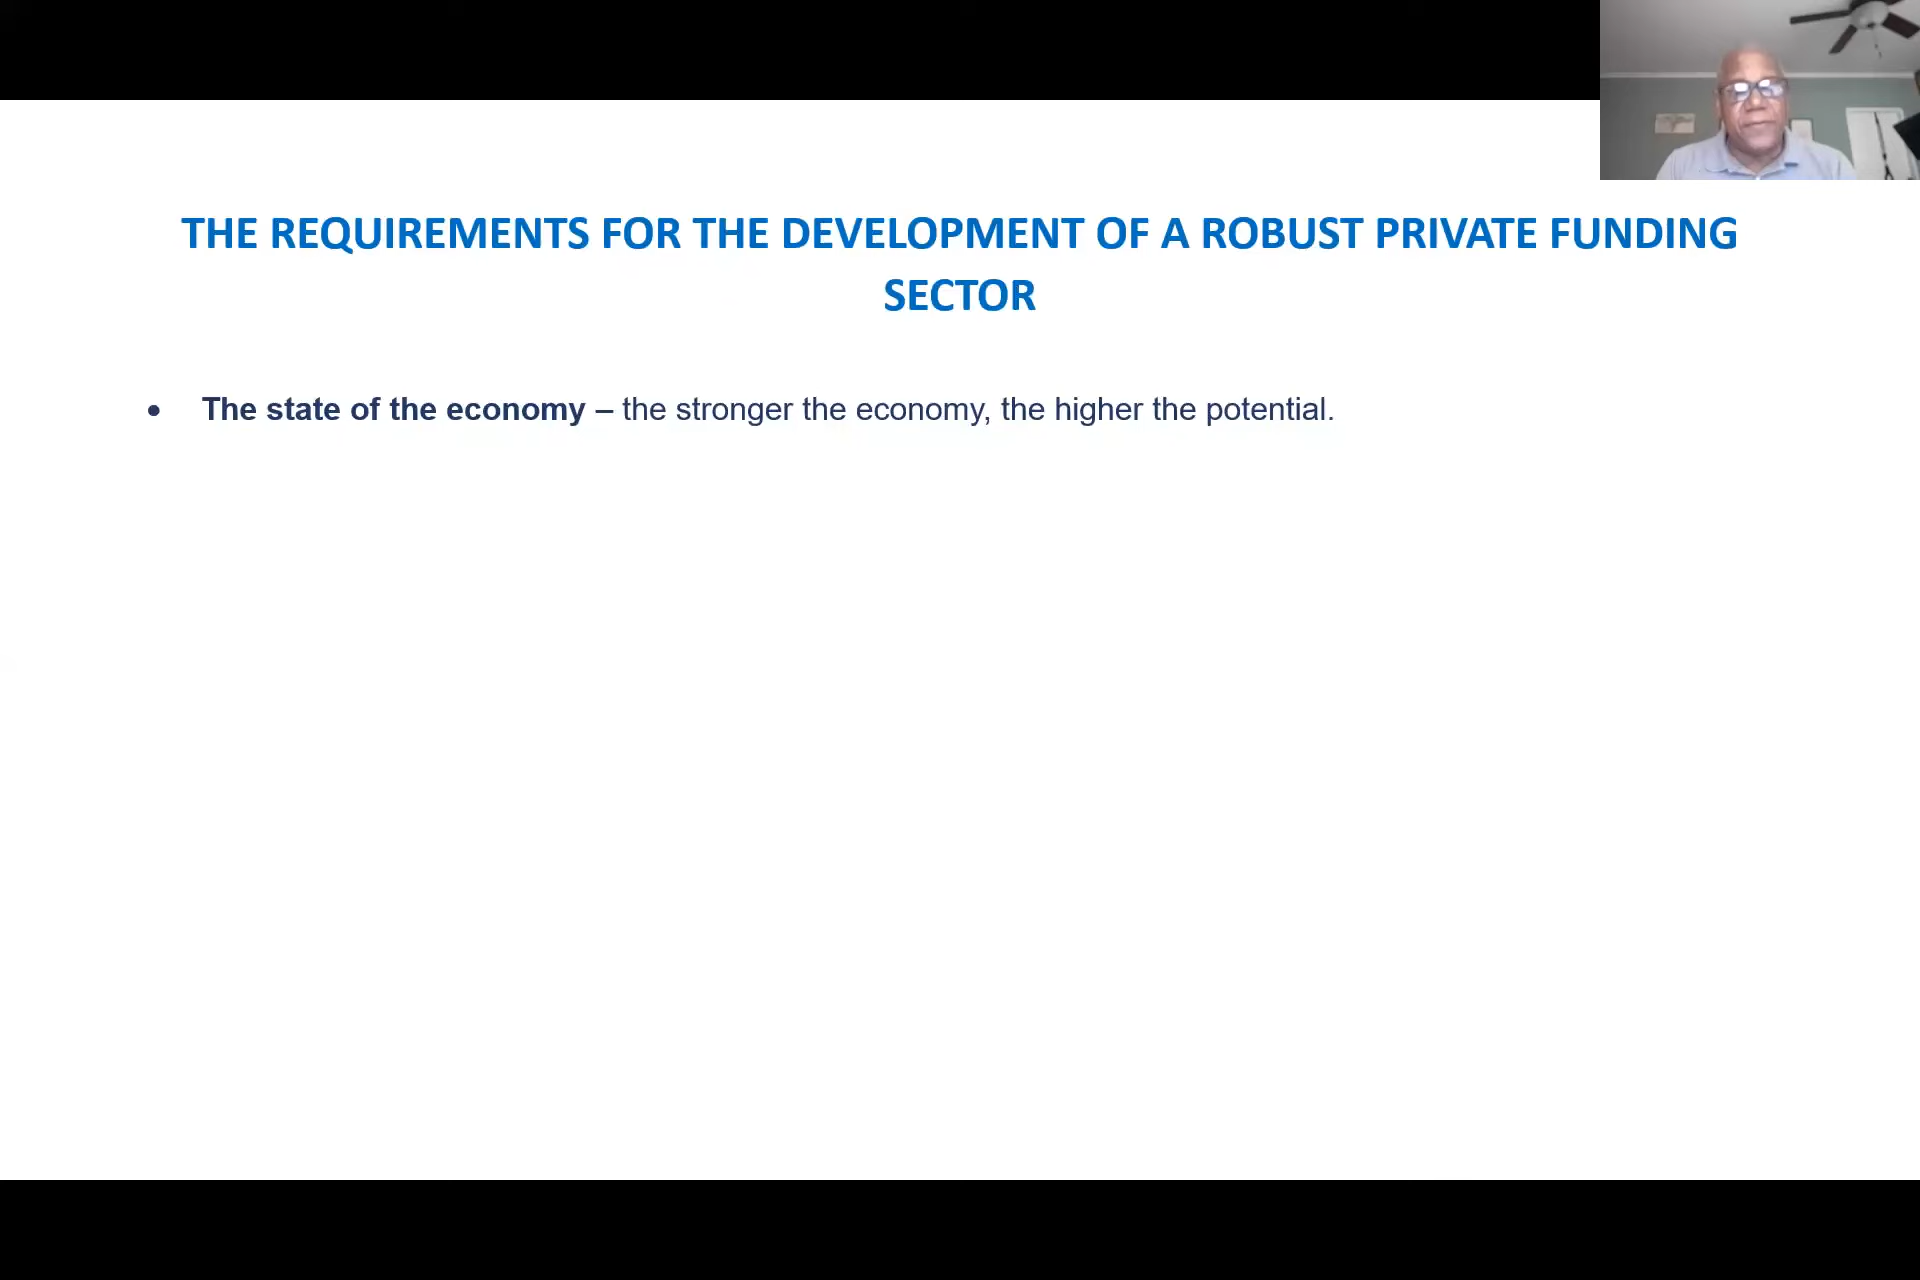 THE REQUIREMENTS FOR THE DEVELOPMENT OF A ROBUST PRIVATE FUNDING
SECTOR
• The state of the economy – the stronger the economy, the higher the potential.